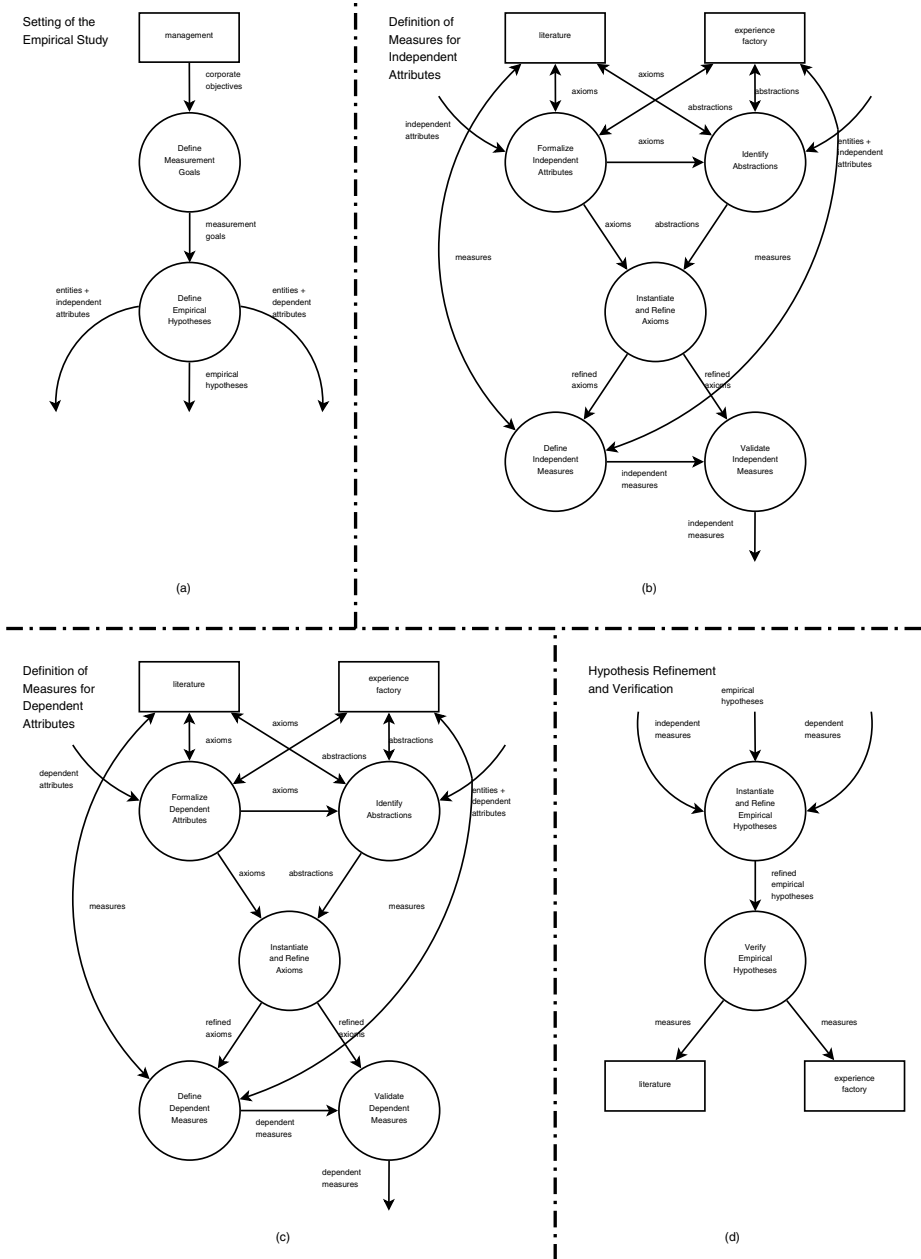 Setting of the
Empirical Study
management
corporate
objectives
Define
Measurement
Goals
measurement
goals
entities +
independent
attributes
Define
Empirical
Hypotheses
entities +
dependent
attributes
empirical
hypotheses
(a)
Definition of
Measures for
Independent
Attributes
literature
experience
factory
axioms
axioms
abstractions
abstractions
independent
attributes
Formalize
Independent
Attributes
axioms
Identify
Abstractions
entities +
independent
attributes
axioms
abstractions
measures
measures
Instantiate
and Refine
Axioms
refined
axioms
refined
axioms
Define
Independent
Measures
independent
measures
Validate
Independent
Measures
independent
measures
(b)
Definition of
Measures for
Dependent
Attributes
literature
experience
factory
axioms
axioms
abstractions
abstractions
dependent
attributes
Formalize
Dependent
Attributes
axioms
Identify
Abstractions
entities +
dependent
attributes
axioms
abstractions
measures
measures
Instantiate
and Refine
Axioms
refined
axioms
refined
axioms
Define
Dependent
Measures
dependent
measures
Validate
Dependent
Measures
dependent
measures
(c)
Hypothesis Refinement
and Verification
empirical
hypotheses
independent
measures
dependent
measures
Instantiate
and Refine
Empirical
Hypotheses
refined
empirical
hypotheses
Verify
Empirical
Hypotheses
measures
measures
literature
experience
factory
(d)